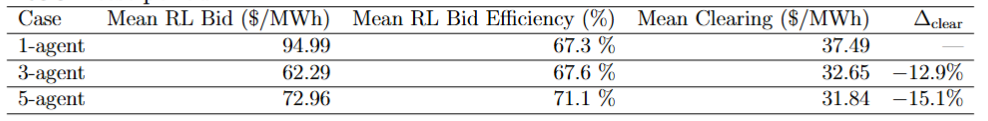 Case Mean RL Bid ($/MWh) Mean RL Bid Efficiency (%) Mean Clearing ($/MWh) Δclear
1-agent 94.99 67.3 % 37.49 —
3-agent 62.29 67.6 % 32.65 −12.9%
5-agent 72.96 71.1 % 31.84 −15.1%